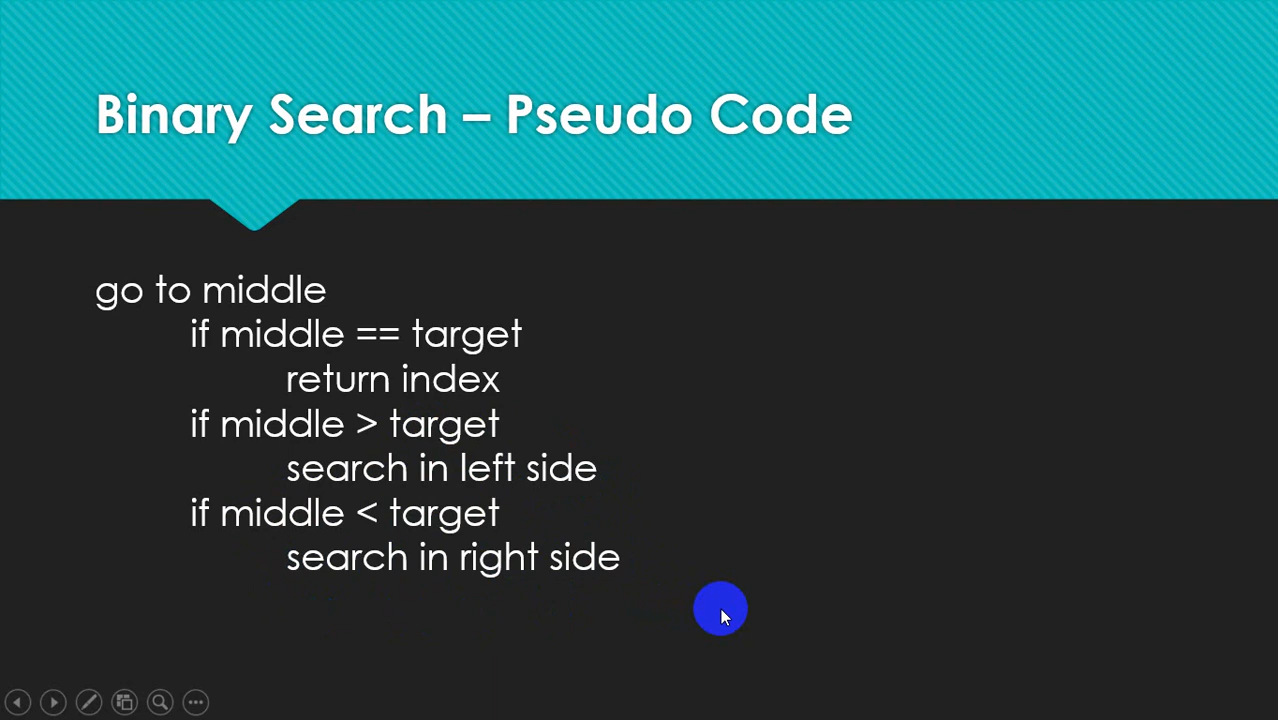 Binary Search – Pseudo Code
go to middle
if middle == target
return index
if middle > target
search in left side
if middle < target
search in right side